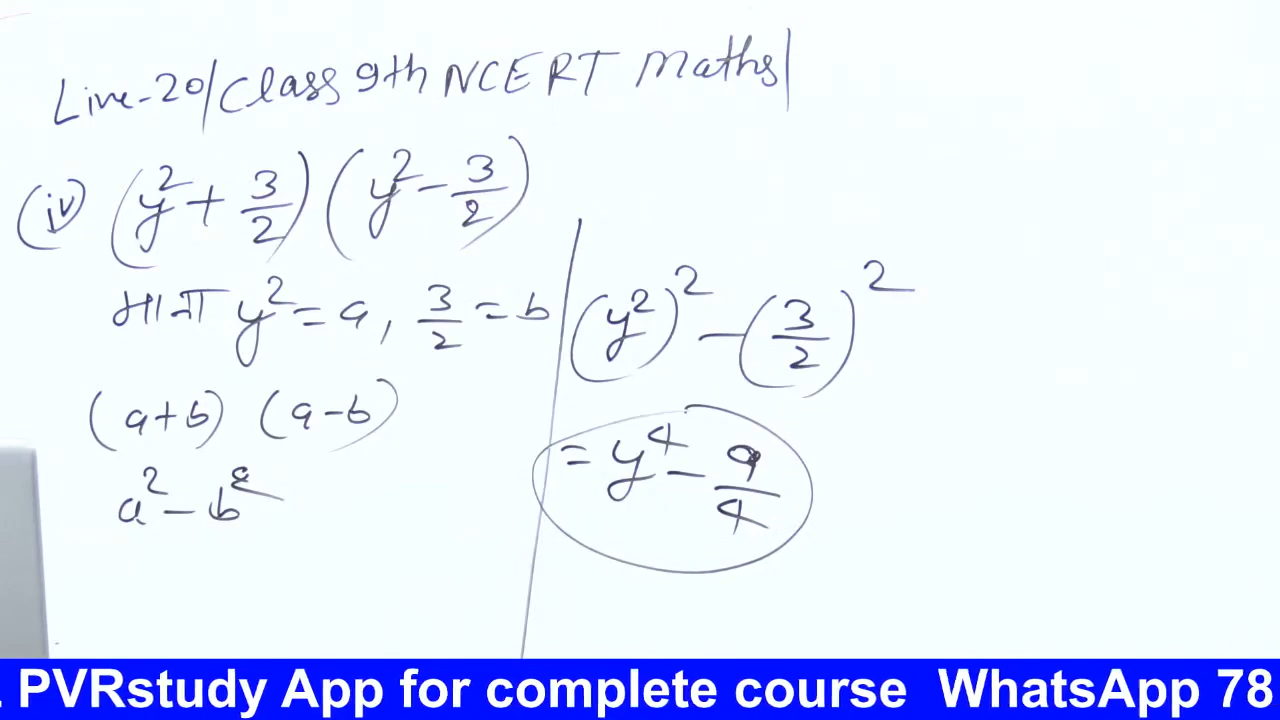 Live-20/Class 9th NCERT Maths|
(iv) (y² + 3/2) (y² - 3/2)
माना y² = a, 3/2 = b
(a+b) (a-b)
a² - b²
(y²)² - (3/2)²
= y⁴ - 9/4
PVRstudy App for complete course WhatsApp 78